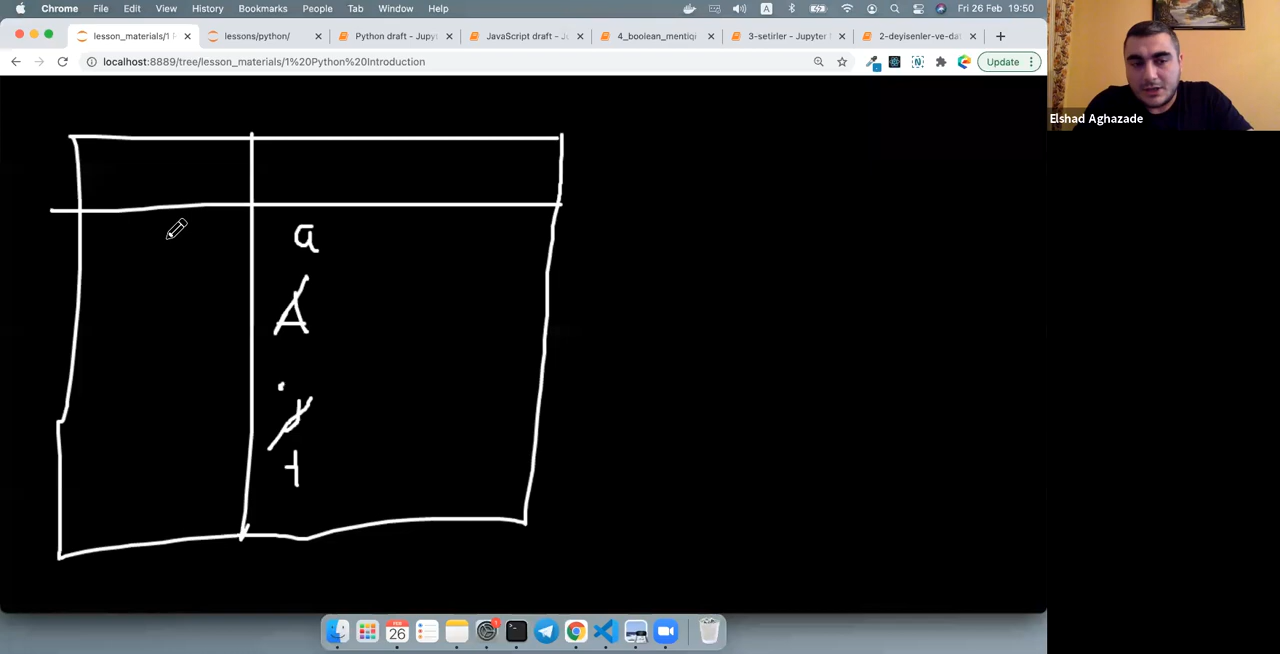 Chrome File Edit View History Bookmarks People Tab Window Help A Fri 26 Feb 19:50
lesson_materials/1 P lessons/python/ Python draft - Jupyt JavaScript draft - Ju 4_boolean_mentiqi 3-setirler - Jupyter N 2-deyisenler-ve-dat
localhost:8889/tree/lesson_materials/1%20Python%20Introduction Update
Elshad Aghazade
a
A
FEB
26